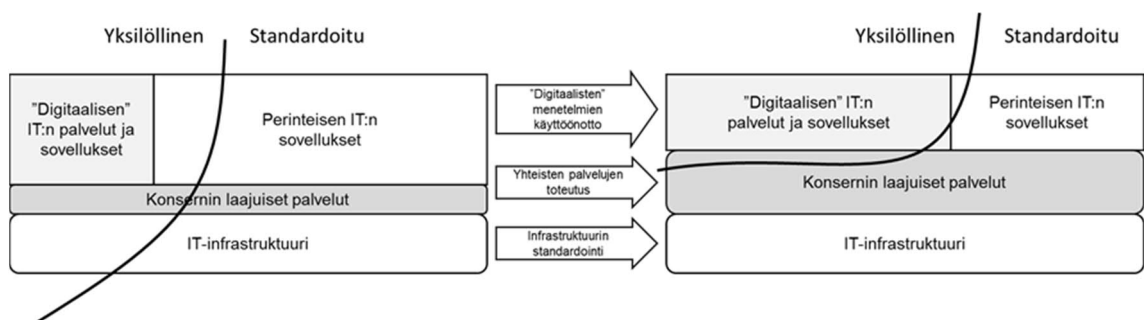 Yksilöllinen
Standardoitu
"Digitaalisen"
IT:n palvelut ja
sovellukset
Perinteisen IT:n
sovellukset
Konsernin laajuiset palvelut
IT-infrastruktuuri
"Digitaalisten"
menetelmien
käyttöönotto
Yhteisten palvelujen
toteutus
Infrastruktuurin
standardointi
Yksilöllinen
Standardoitu
"Digitaalisen" IT:n
palvelut ja sovellukset
Perinteisen IT:n
sovellukset
Konsernin laajuiset palvelut
IT-infrastruktuuri